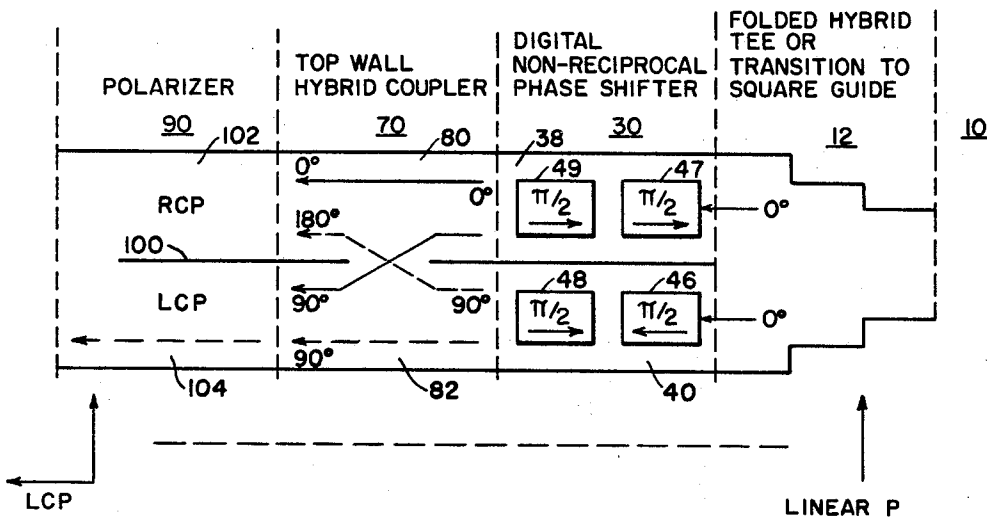 FOLDED HYBRID
TEE OR
TRANSITION TO
SQUARE GUIDE
DIGITAL
NON-RECIPROCAL
PHASE SHIFTER
TOP WALL
HYBRID COUPLER
POLARIZER
90
70
30
12
10
102
80
38
49
47
0°
0°
π/2
π/2
0°
RCP
180°
100
90°
90°
48
46
π/2
π/2
0°
LCP
90°
104
82
40
LCP
LINEAR P